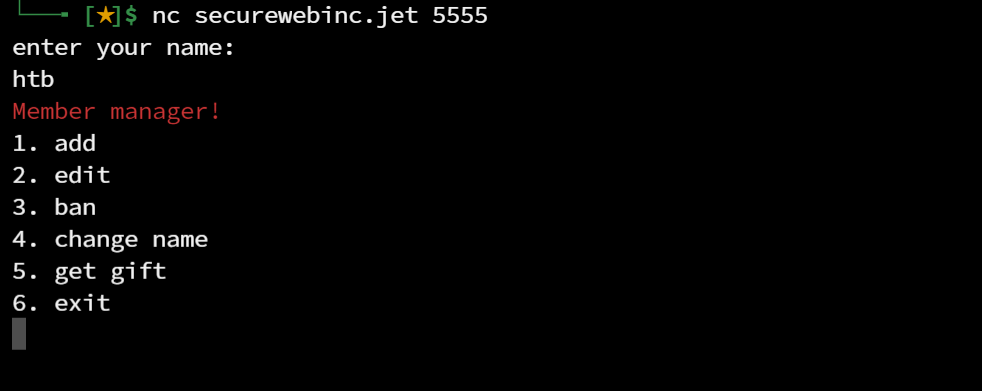 └──╼ [★]$ nc securewebinc.jet 5555
enter your name:
htb
Member manager!
1. add
2. edit
3. ban
4. change name
5. get gift
6. exit